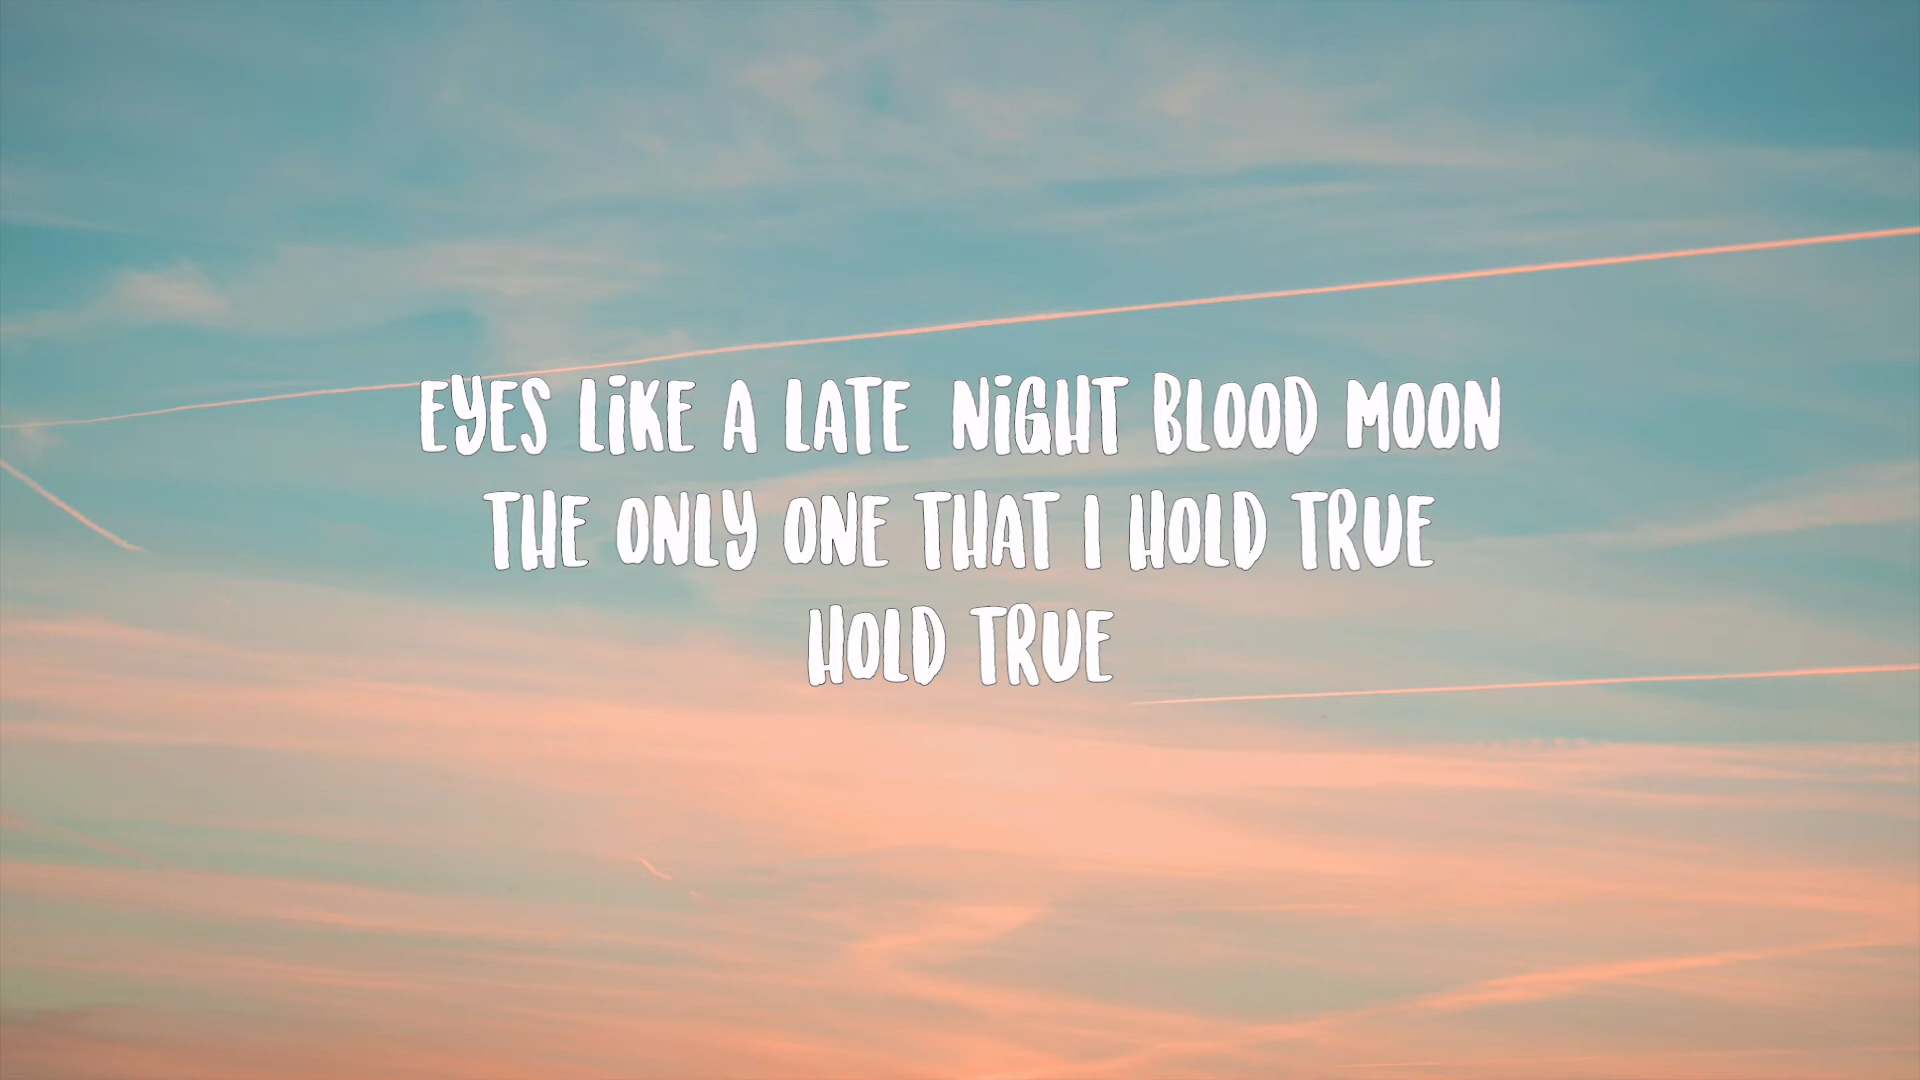 EYES LIKE A LATE NIGHT BLOOD MOON
THE ONLY ONE THAT I HOLD TRUE
HOLD TRUE